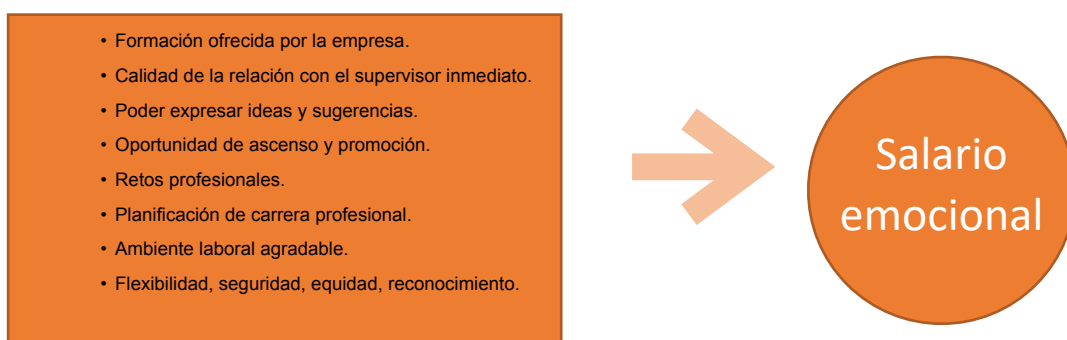 • Formación ofrecida por la empresa.
• Calidad de la relación con el supervisor inmediato.
• Poder expresar ideas y sugerencias.
• Oportunidad de ascenso y promoción.
• Retos profesionales.
• Planificación de carrera profesional.
• Ambiente laboral agradable.
• Flexibilidad, seguridad, equidad, reconocimiento.
Salario
emocional